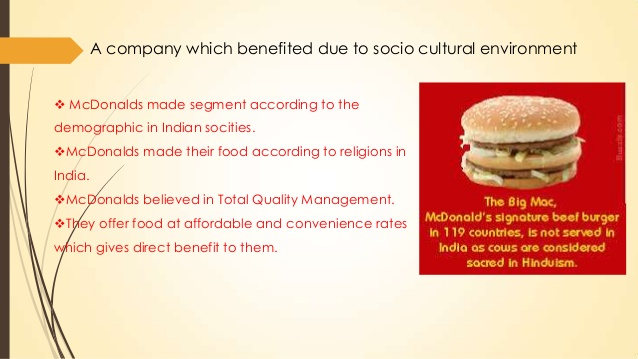 A company which benefited due to socio cultural environment
❖ McDonalds made segment according to the
demographic in Indian socities.
❖McDonalds made their food according to religions in
India.
❖McDonalds believed in Total Quality Management.
❖They offer food at affordable and convenience rates
which gives direct benefit to them.
Buzzle.com
The Big Mac,
McDonald's signature beef burger
in 119 countries, is not served in
India as cows are considered
sacred in Hinduism.